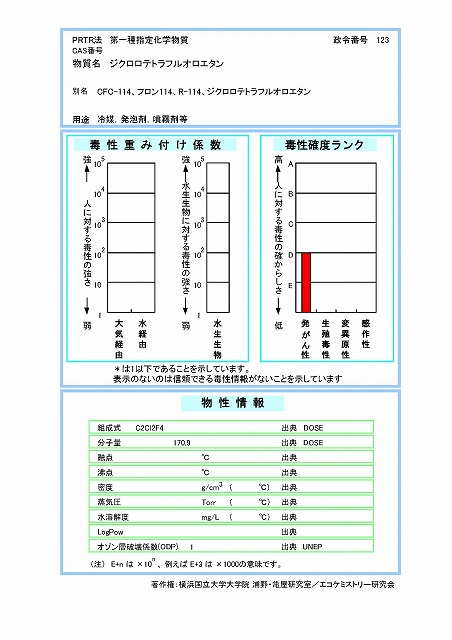 PRTR法 第一種指定化学物質 政令番号 123
CAS番号
物質名 ジクロロテトラフルオロエタン
別名 CFC-114、フロン114、R-114、ジクロロテトラフルオロエタン
用途 冷媒，発泡剤，噴霧剤等
毒性重み付け係数
強
人に対する毒性の強さ
弱
10^5
10^4
10^3
10^2
10
1
大気経由
水経由
強
水生生物に対する毒性の強さ
弱
10^5
10^4
10^3
10^2
10
1
水生生物
毒性確度ランク
高
人に対する毒性の確からしさ
低
A
B
C
D
E
発がん性
生殖毒性
変異原性
感作性
＊は1以下であることを示しています。
表示のないのは信頼できる毒性情報がないことを示しています
物性情報
組成式 C2Cl2F4 出典 DOSE
分子量 170.9 出典 DOSE
融点 ℃ 出典
沸点 ℃ 出典
密度 g/cm³ ( ℃) 出典
蒸気圧 Torr ( ℃) 出典
水溶解度 mg/L ( ℃) 出典
LogPow 出典
オゾン層破壊係数(ODP) 1 出典 UNEP
（注） E+n は ×10^n 、例えば E+3 は ×1000の意味です。
著作権：横浜国立大学大学院 浦野・亀屋研究室／エコケミストリー研究会